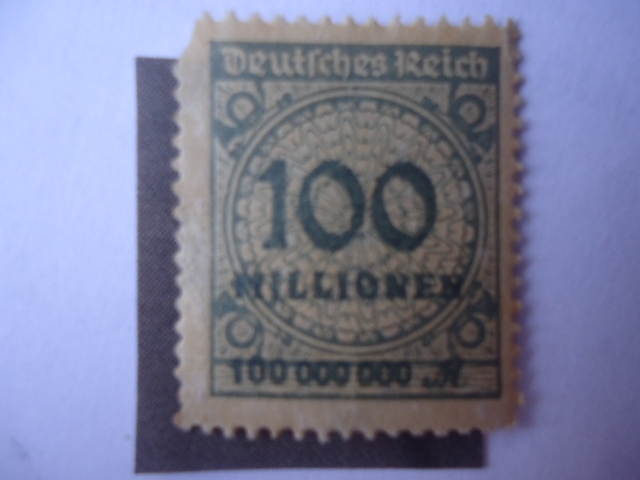 Deutsches Reich
100
MILLIONEN
100 000 000 M